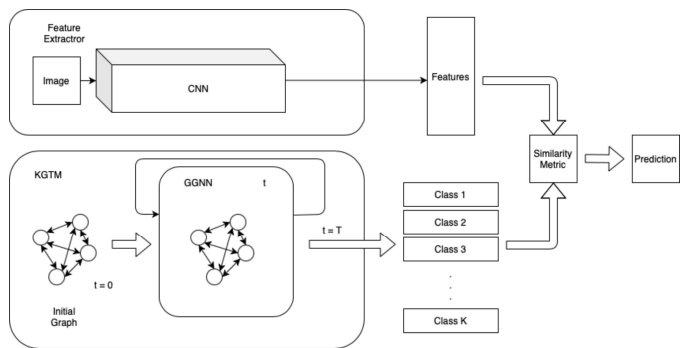 Feature
Extractror
Image
CNN
Features
Similarity
Metric
Prediction
KGTM
GGNN
t
t = 0
Initial
Graph
t = T
Class 1
Class 2
Class 3
.
.
.
Class K